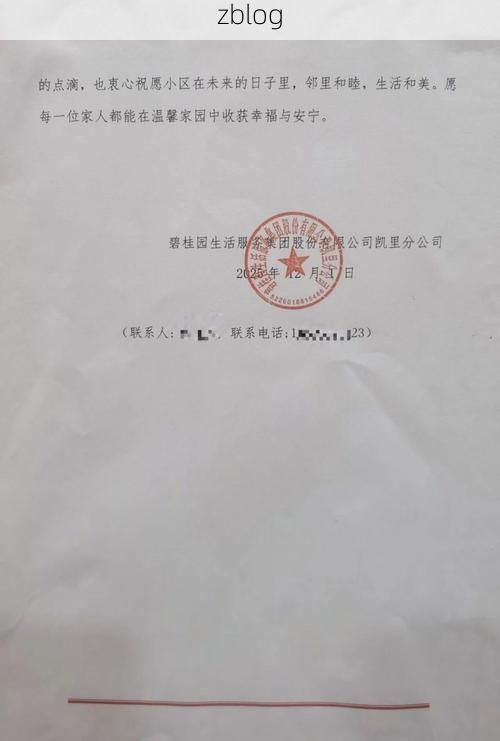 zblog
的点滴，也衷心祝愿小区在未来的日子里，邻里和睦，生活和美。愿
每一位家人都能在温馨家园中收获幸福与安宁。
碧桂园生活服务集团股份有限公司凯里分公司
2025年 12 月 1 日
（联系人: 联系电话;1 23）